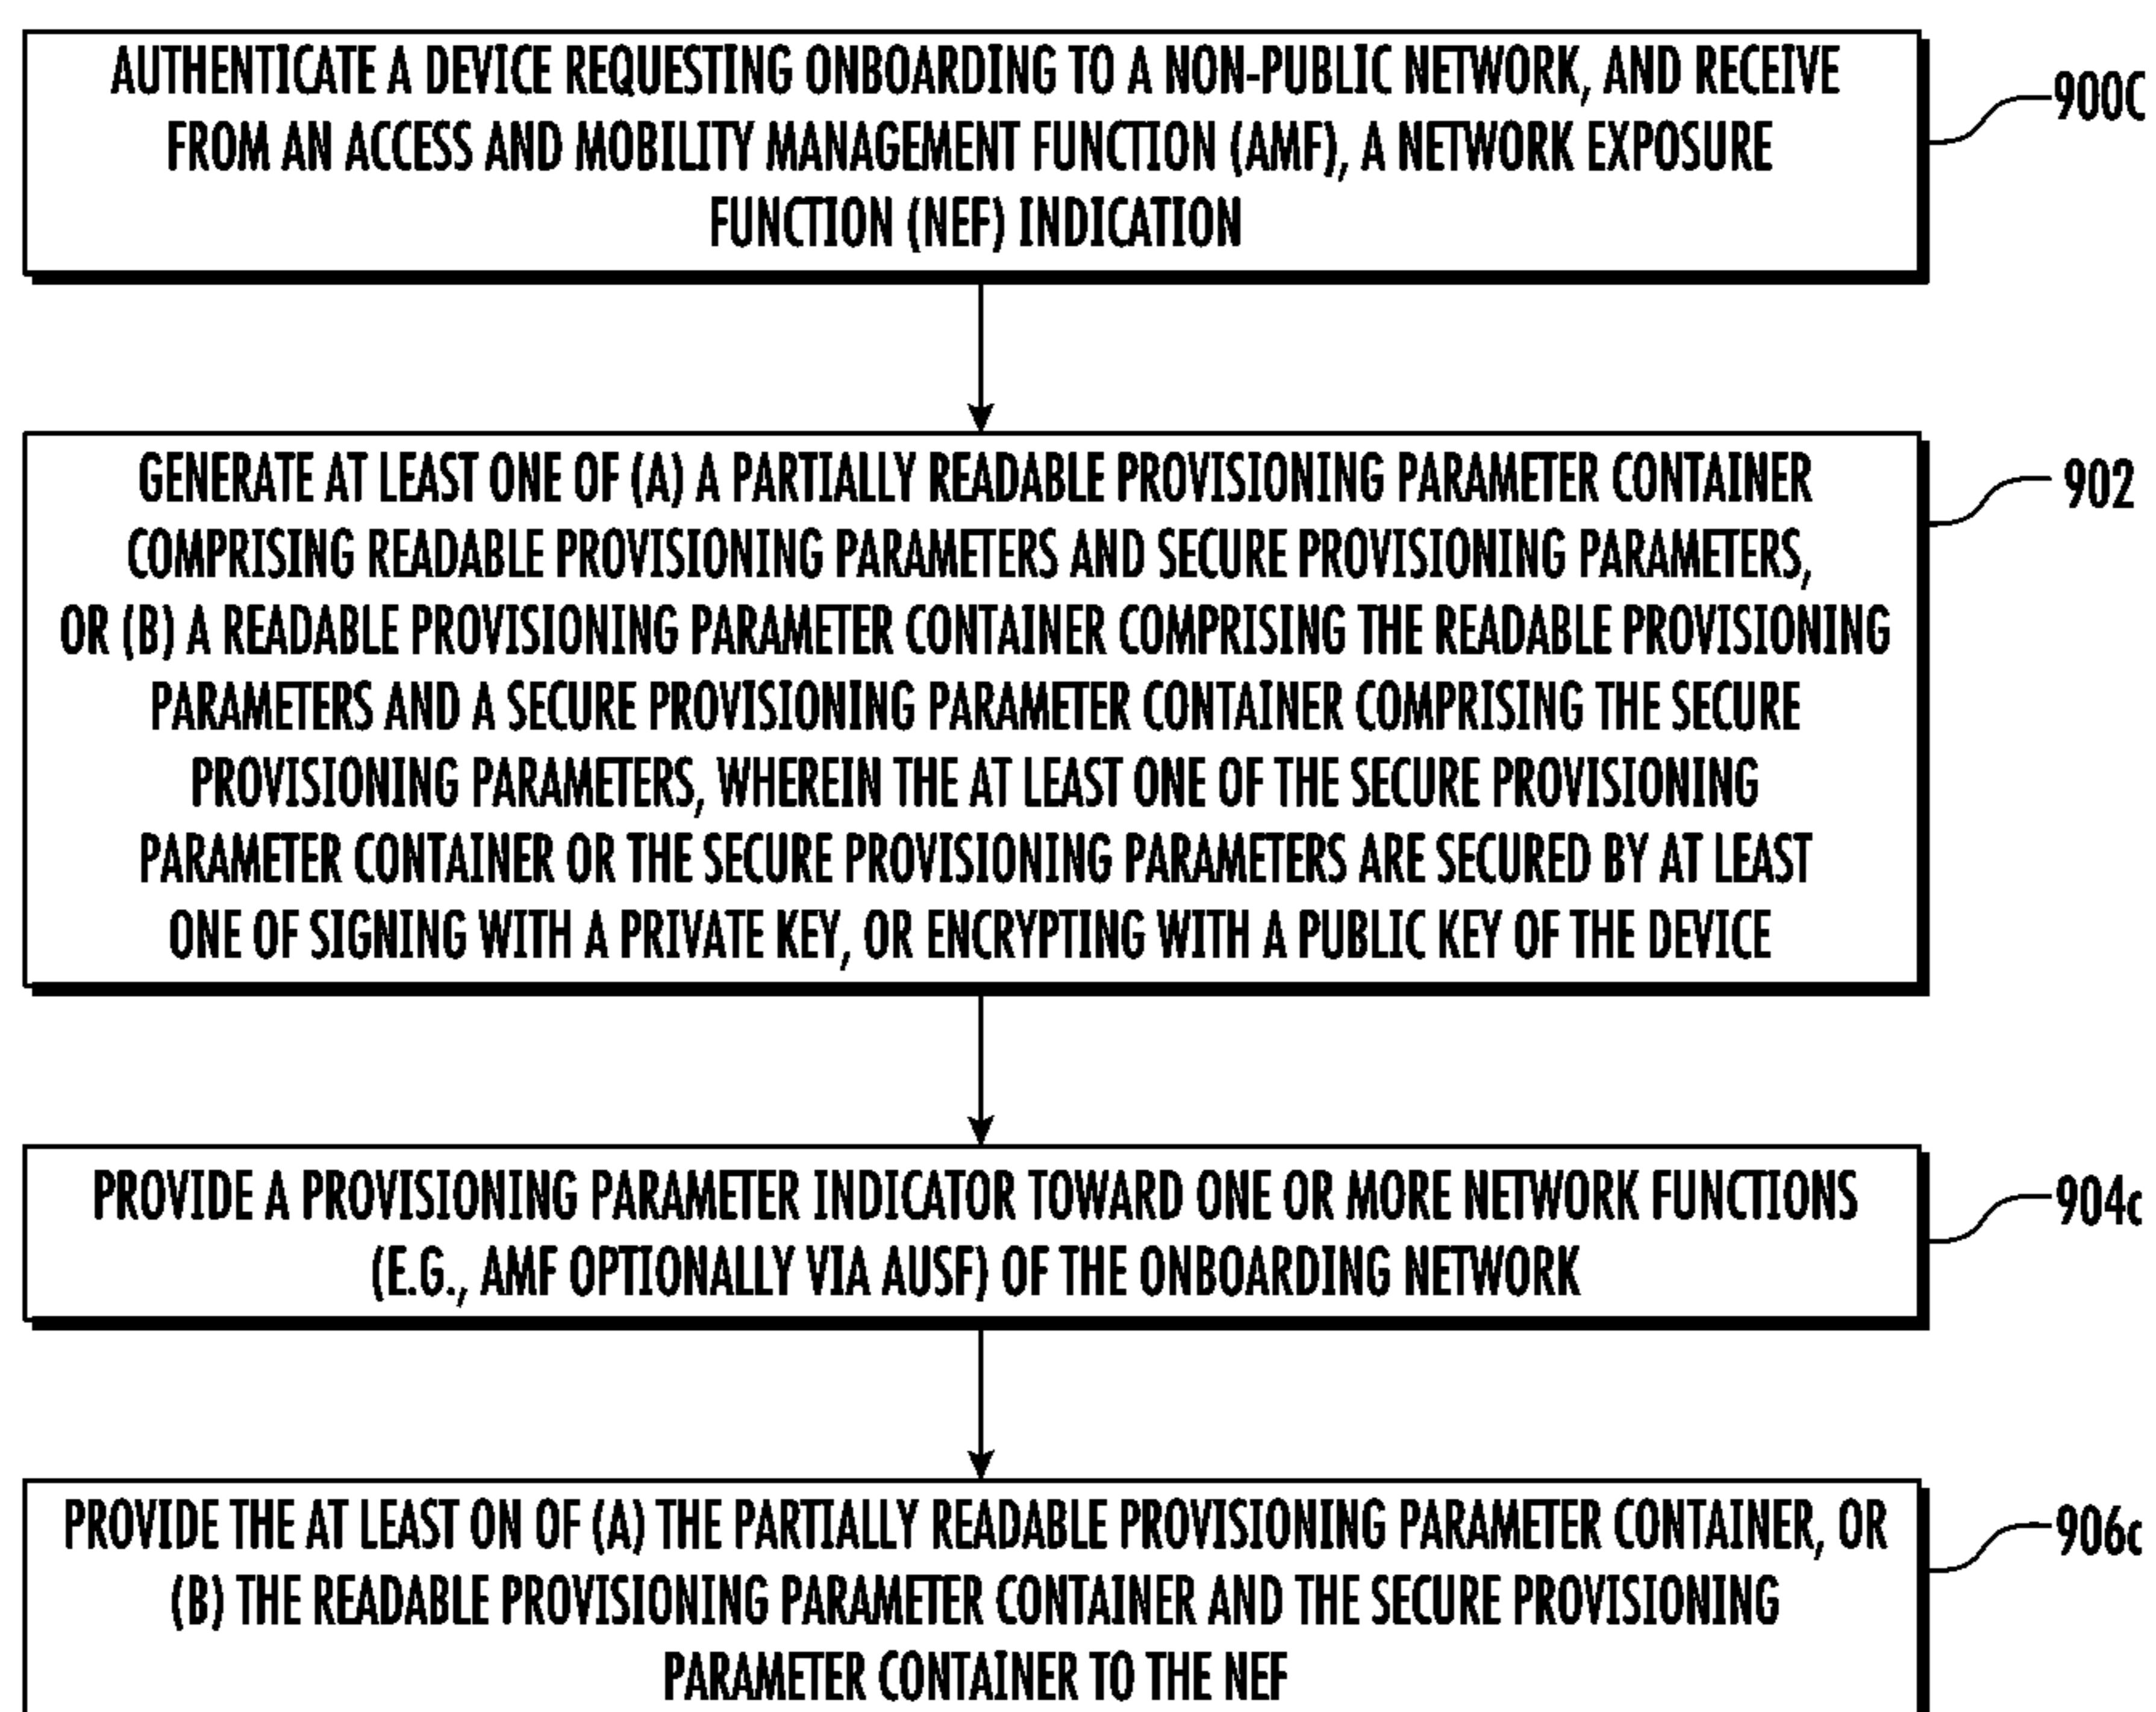 AUTHENTICATE A DEVICE REQUESTING ONBOARDING TO A NON-PUBLIC NETWORK, AND RECEIVE
FROM AN ACCESS AND MOBILITY MANAGEMENT FUNCTION (AMF), A NETWORK EXPOSURE
FUNCTION (NEF) INDICATION
900C
GENERATE AT LEAST ONE OF (A) A PARTIALLY READABLE PROVISIONING PARAMETER CONTAINER
COMPRISING READABLE PROVISIONING PARAMETERS AND SECURE PROVISIONING PARAMETERS,
OR (B) A READABLE PROVISIONING PARAMETER CONTAINER COMPRISING THE READABLE PROVISIONING
PARAMETERS AND A SECURE PROVISIONING PARAMETER CONTAINER COMPRISING THE SECURE
PROVISIONING PARAMETERS, WHEREIN THE AT LEAST ONE OF THE SECURE PROVISIONING
PARAMETER CONTAINER OR THE SECURE PROVISIONING PARAMETERS ARE SECURED BY AT LEAST
ONE OF SIGNING WITH A PRIVATE KEY, OR ENCRYPTING WITH A PUBLIC KEY OF THE DEVICE
902
PROVIDE A PROVISIONING PARAMETER INDICATOR TOWARD ONE OR MORE NETWORK FUNCTIONS
(E.G., AMF OPTIONALLY VIA AUSF) OF THE ONBOARDING NETWORK
904c
PROVIDE THE AT LEAST ON OF (A) THE PARTIALLY READABLE PROVISIONING PARAMETER CONTAINER, OR
(B) THE READABLE PROVISIONING PARAMETER CONTAINER AND THE SECURE PROVISIONING
PARAMETER CONTAINER TO THE NEF
906c